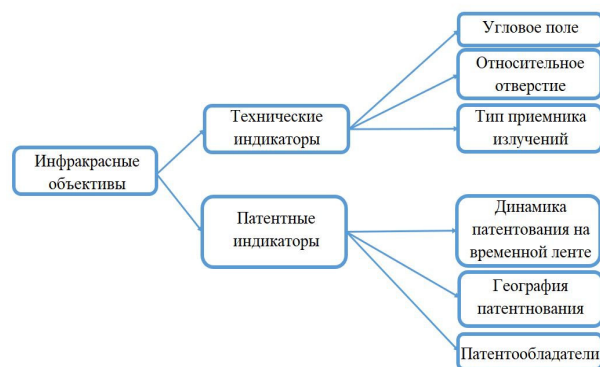 Инфракрасные
объективы
Технические
индикаторы
Патентные
индикаторы
Угловое поле
Относительное
отверстие
Тип приемника
излучений
Динамика
патентования на
временной ленте
География
патентнования
Патентообладатели